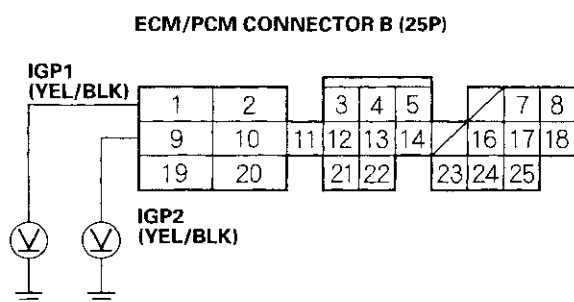 ECM/PCM CONNECTOR B (25P)
IGP1
(YEL/BLK)
1 2 3 4 5 7 8
9 10 11 12 13 14 16 17 18
19 20 21 22 23 24 25
IGP2
(YEL/BLK)
V V